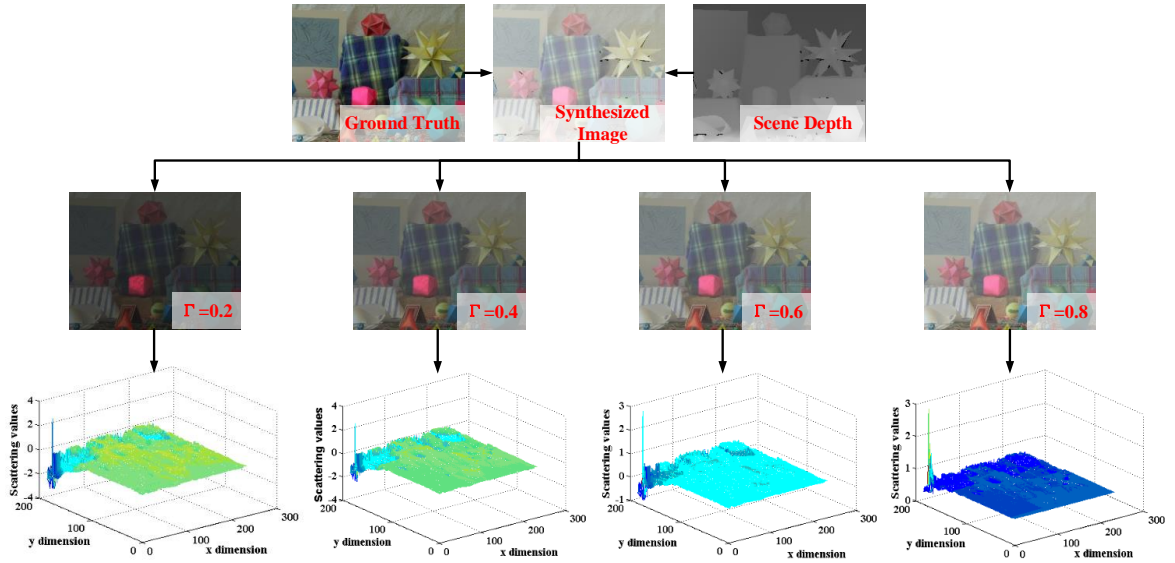 Ground Truth
Synthesized
Image
Scene Depth
Γ=0.2
Γ=0.4
Γ=0.6
Γ=0.8
Scattering values
4
2
0
-2
-4
200
100
0
y dimension
0
100
200
300
x dimension
Scattering values
4
2
0
-2
-4
200
100
0
y dimension
0
100
200
300
x dimension
Scattering values
3
2
1
0
-1
200
100
0
y dimension
0
100
200
300
x dimension
Scattering values
3
2
1
0
200
100
0
y dimension
0
100
200
300
x dimension